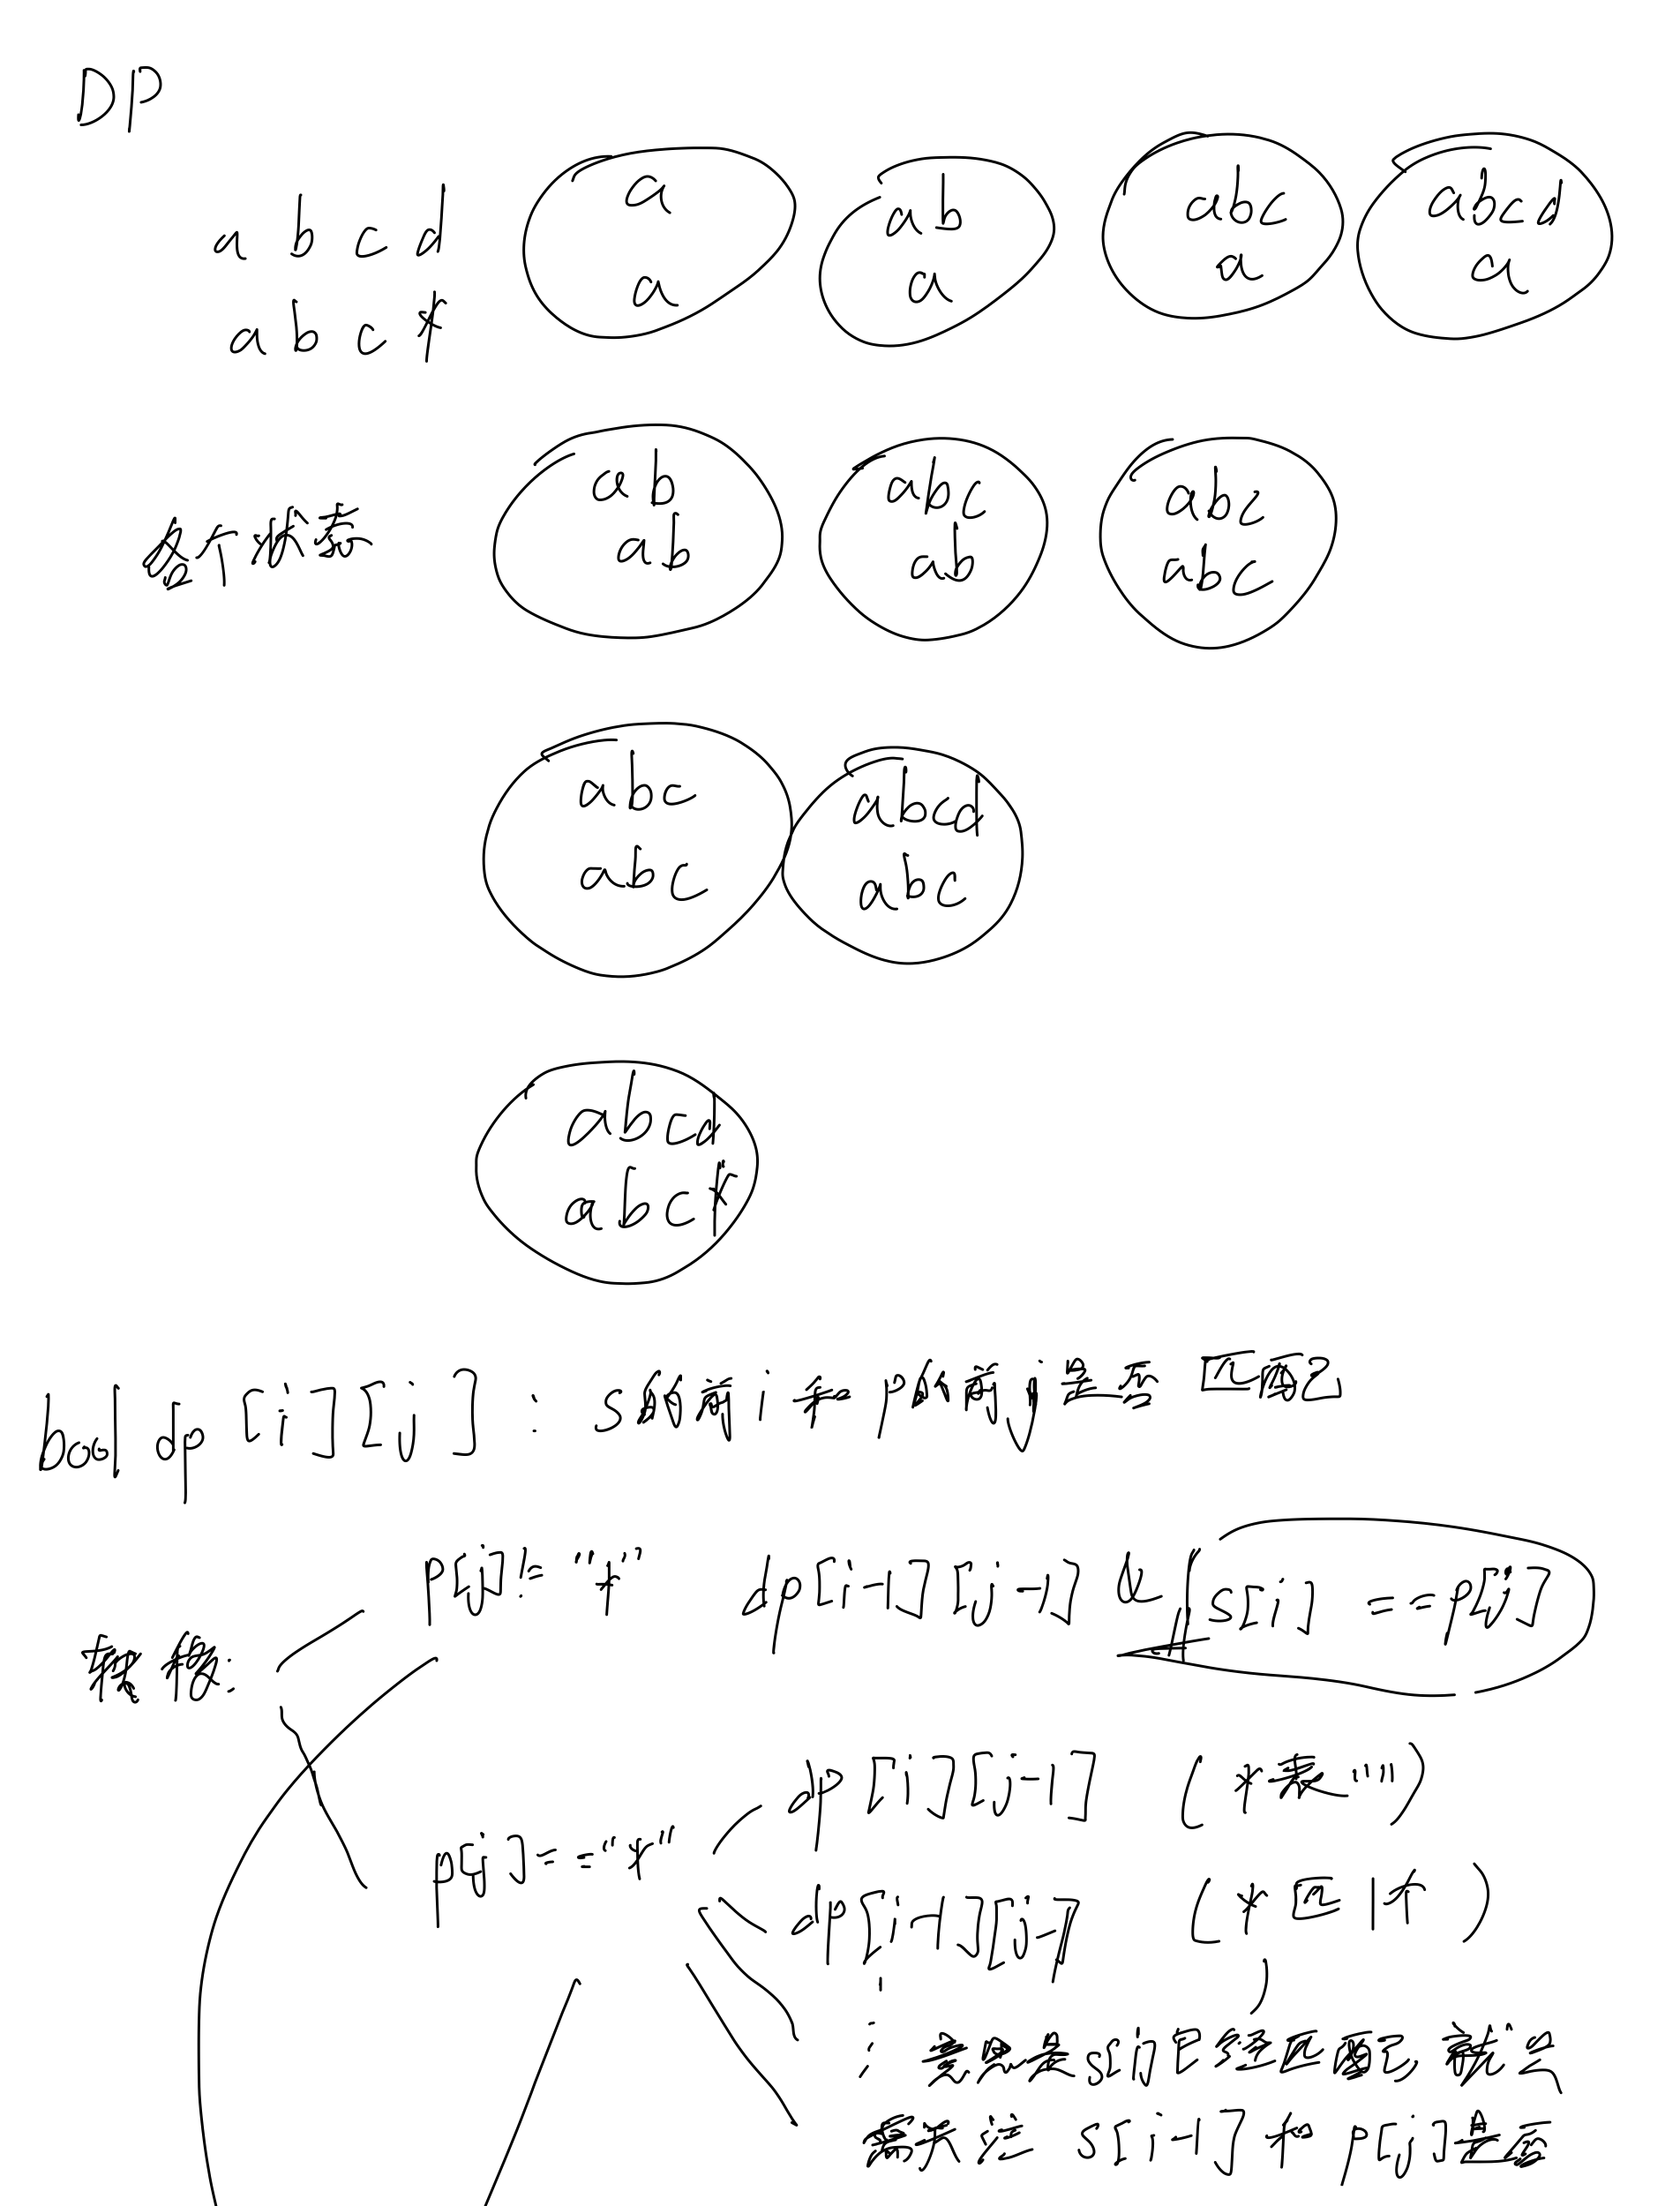 DP
a b c d
a b c *
a
a
ab
a
abc
a
abcd
a
各个状态
ab
ab
abc
ab
abc
abc
abc
abc
abcd
abc
abcd
abc*
bool dp[i][j] : s的前i和p的前j是否匹配
转移:
p[j]!="*" dp[i-1][j-1] && s[i]==p[j]
p[j]=="*"
dp[i][j-1] (*表"")
dp[i-1][j] (*匹1个)
意思是s[i]已经匹配了, 就只
需关注 s[i-1]和p[j]是否